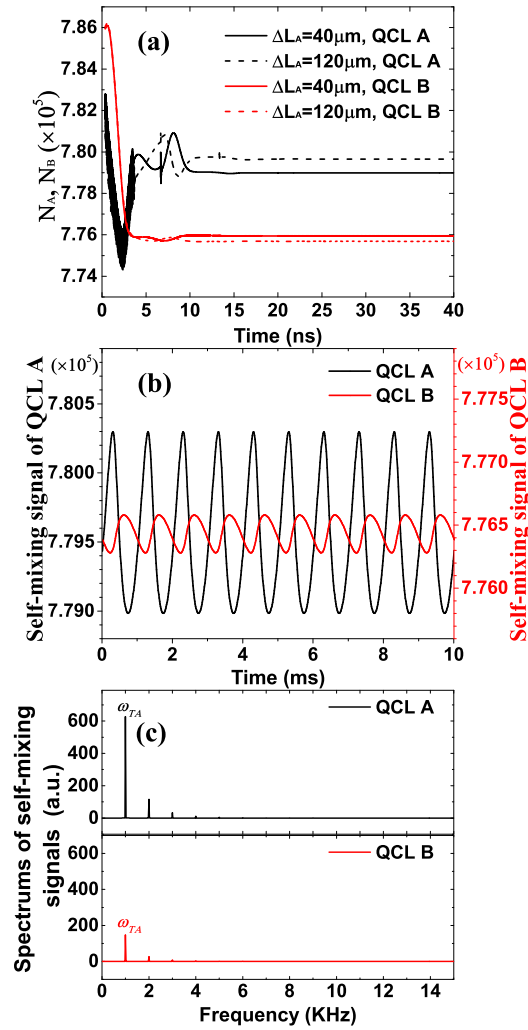 (a)
ΔL_A=40μm, QCL A
ΔL_A=120μm, QCL A
ΔL_A=40μm, QCL B
ΔL_A=120μm, QCL B
N_A, N_B (×10^5)
7.86
7.84
7.82
7.80
7.78
7.76
7.74
0 5 10 15 20 25 30 35 40
Time (ns)
(b)
QCL A
QCL B
Self-mixing signal of QCL A (×10^5)
7.805
7.800
7.795
7.790
Self-mixing signal of QCL B (×10^5)
7.775
7.770
7.765
7.760
0 2 4 6 8 10
Time (ms)
(c)
ω_TA
QCL A
600
400
200
0
ω_TA
QCL B
600
400
200
0
Spectrums of self-mixing
signals (a.u.)
0 2 4 6 8 10 12 14
Frequency (KHz)